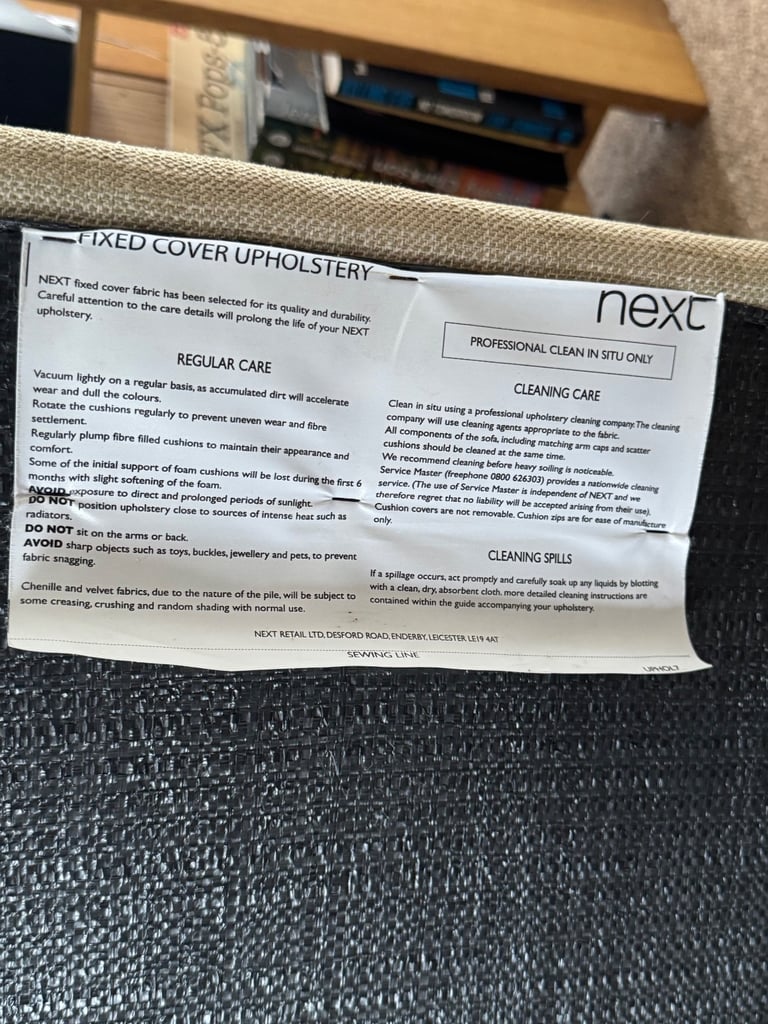 X Pops-
FIXED COVER UPHOLSTERY
NEXT fixed cover fabric has been selected for its quality and durability.
Careful attention to the care details will prolong the life of your NEXT
upholstery.
REGULAR CARE
Vacuum lightly on a regular basis, as accumulated dirt will accelerate
wear and dull the colours.
Rotate the cushions regularly to prevent uneven wear and fibre
settlement.
Regularly plump fibre filled cushions to maintain their appearance and
comfort.
Some of the initial support of foam cushions will be lost during the first 6
months with slight softening of the foam.
AVOID exposure to direct and prolonged periods of sunlight.
DO NOT position upholstery close to sources of intense heat such as
radiators.
DO NOT sit on the arms or back.
AVOID sharp objects such as toys, buckles, jewellery and pets, to prevent
fabric snagging.
Chenille and velvet fabrics, due to the nature of the pile, will be subject to
some creasing, crushing and random shading with normal use.
next
PROFESSIONAL CLEAN IN SITU ONLY
CLEANING CARE
Clean in situ using a professional upholstery cleaning company. The cleaning
company will use cleaning agents appropriate to the fabric.
All components of the sofa, including matching arm caps and scatter
cushions should be cleaned at the same time.
We recommend cleaning before heavy soiling is noticeable.
Service Master (freephone 0800 626303) provides a nationwide cleaning
service. (The use of Service Master is independent of NEXT and we
therefore regret that no liability will be accepted arising from their use).
Cushion covers are not removable. Cushion zips are for ease of manufacture
only.
CLEANING SPILLS
If a spillage occurs, act promptly and carefully soak up any liquids by blotting
with a clean, dry, absorbent cloth. more detailed cleaning instructions are
contained within the guide accompanying your upholstery.
NEXT RETAIL LTD, DESFORD ROAD, ENDERBY, LEICESTER LE19 4AT
SEWING LINE
UPHOL7